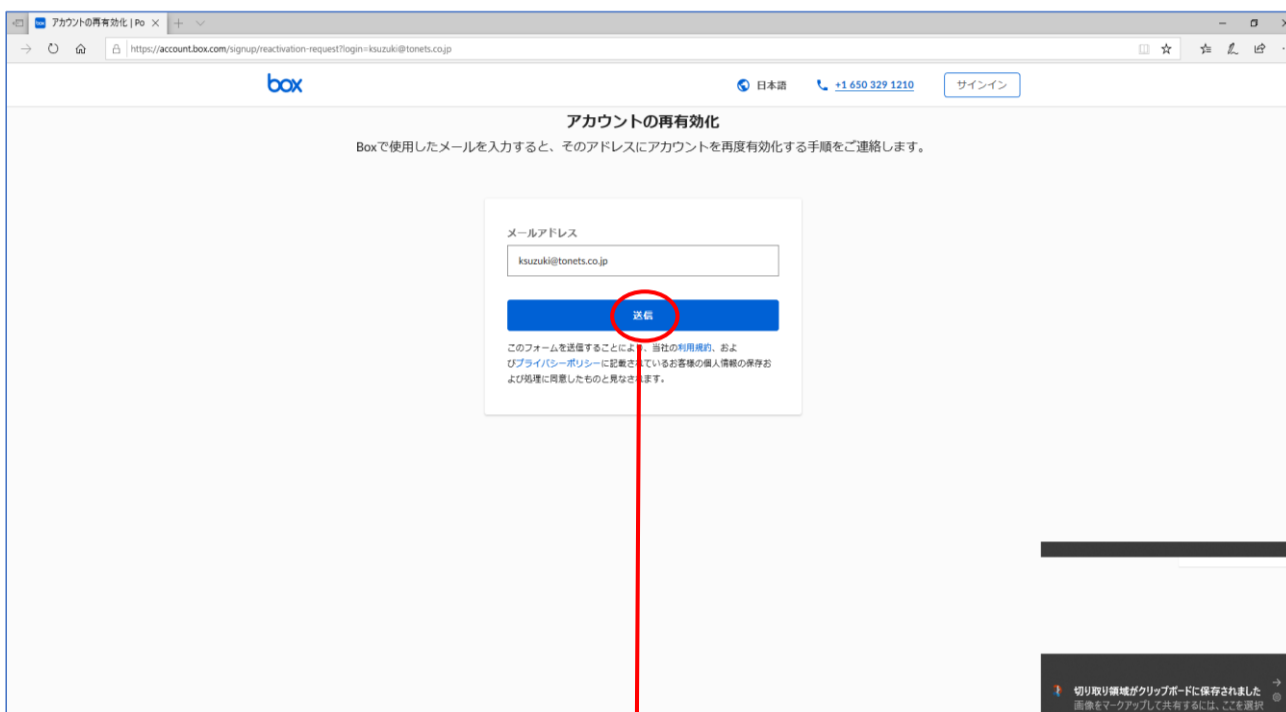 アカウントの再有効化 | Po
https://account.box.com/signup/reactivation-request?login=ksuzuki@tonets.co.jp
box
日本語
+1 650 329 1210
サインイン
アカウントの再有効化
Boxで使用したメールを入力すると、そのアドレスにアカウントを再度有効化する手順をご連絡します。
メールアドレス
ksuzuki@tonets.co.jp
送信
このフォームを送信することにより、当社の利用規約、およ
びプライバシーポリシーに記載されているお客様の個人情報の保存お
よび処理に同意したものと見なされます。
切り取り領域がクリップボードに保存されました
画像をマークアップして共有するには、ここを選択